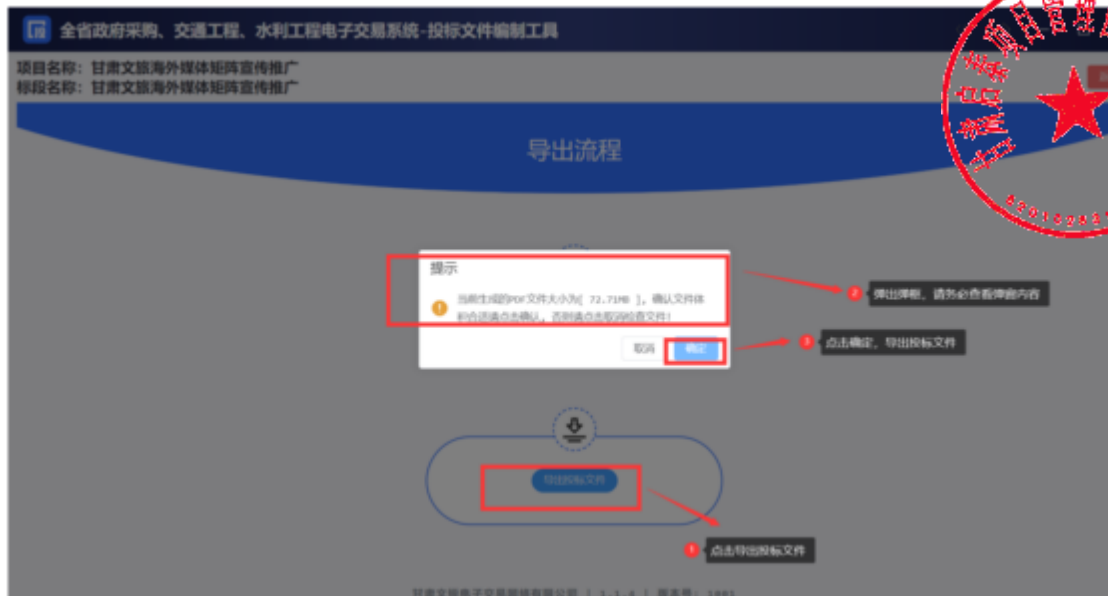 全省政府采购、交通工程、水利工程电子交易系统-投标文件编制工具
项目名称：甘肃文旅海外媒体矩阵宣传推广
标段名称：甘肃文旅海外媒体矩阵宣传推广
导出流程
提示
当前生成的PDF文件大小为[ 72.71MB ]，确认文件体
积合适请点击确认，否则请点击取消检查文件！
取消 确定
2 弹出弹框，请务必查看弹窗内容
3 点击确定，导出投标文件
导出投标文件
1 点击导出投标文件